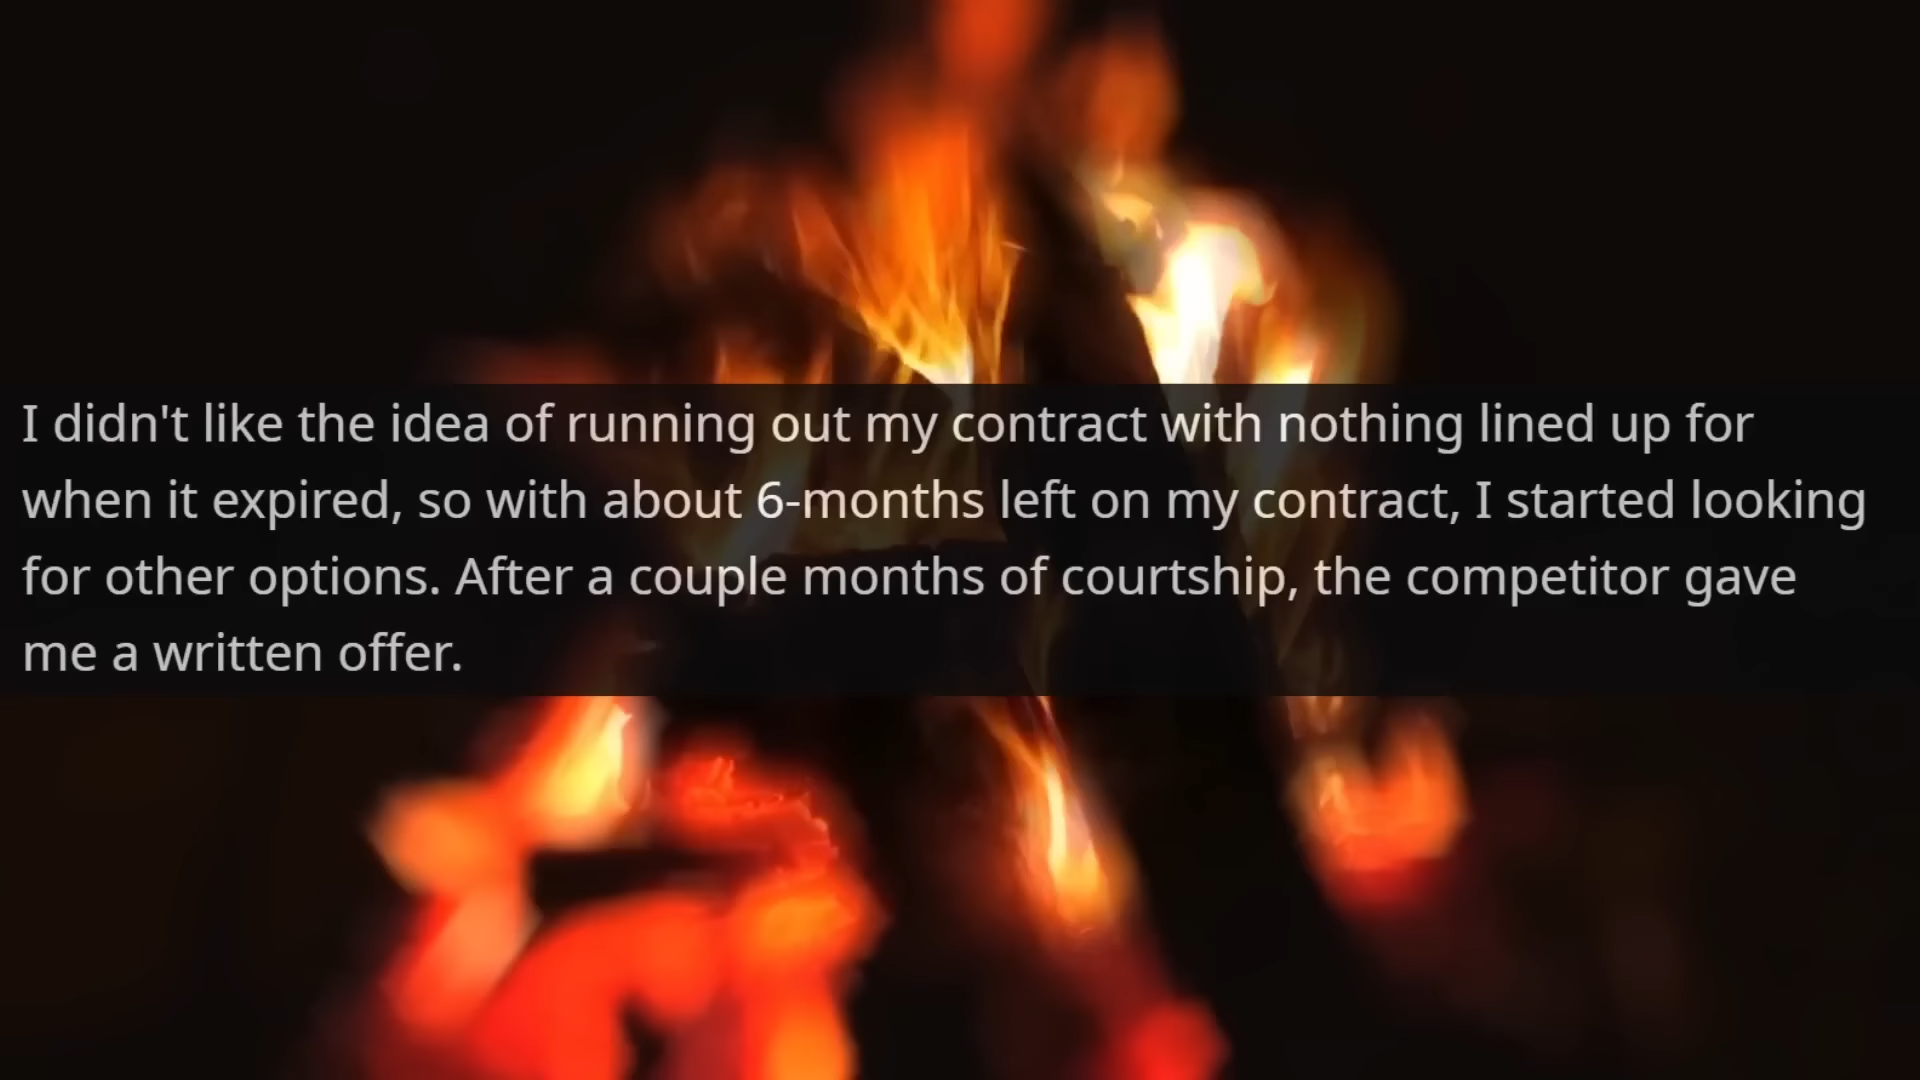 I didn't like the idea of running out my contract with nothing lined up for
when it expired, so with about 6-months left on my contract, I started looking
for other options. After a couple months of courtship, the competitor gave
me a written offer.